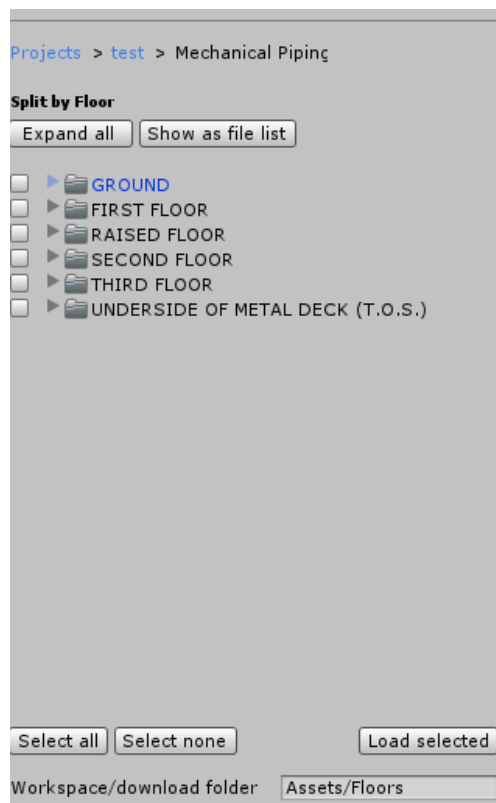 Projects > test > Mechanical Piping
Split by Floor
Expand all Show as file list
GROUND
FIRST FLOOR
RAISED FLOOR
SECOND FLOOR
THIRD FLOOR
UNDERSIDE OF METAL DECK (T.O.S.)
Select all Select none Load selected
Workspace/download folder Assets/Floors